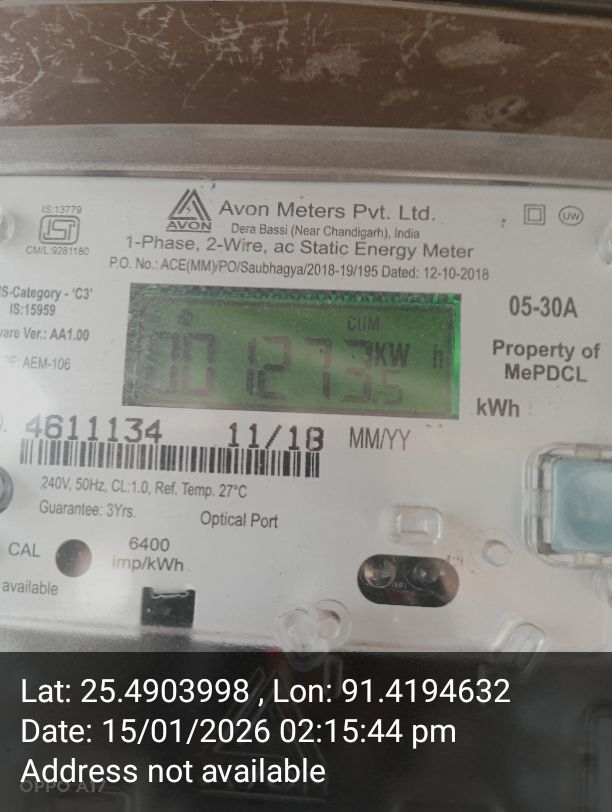 IS:13779
ISI
CM/L:9281180
AVON
Avon Meters Pvt. Ltd.
Dera Bassi (Near Chandigarh), India
UW
1-Phase, 2-Wire, ac Static Energy Meter
P.O. No.: ACE(MM)/PO/Saubhagya/2018-19/195 Dated: 12-10-2018
S-Category - 'C3'
IS:15959
are Ver.: AA1.00
AEM-106
CUM
001273.5 KW h
05-30A
Property of
MePDCL
kWh
4611134 11/18 MM/YY
240V, 50Hz, CL:1.0, Ref. Temp. 27°C
Guarantee: 3Yrs.
Optical Port
CAL
6400
imp/kWh
available
Lat: 25.4903998 , Lon: 91.4194632
Date: 15/01/2026 02:15:44 pm
Address not available
OPPO A17